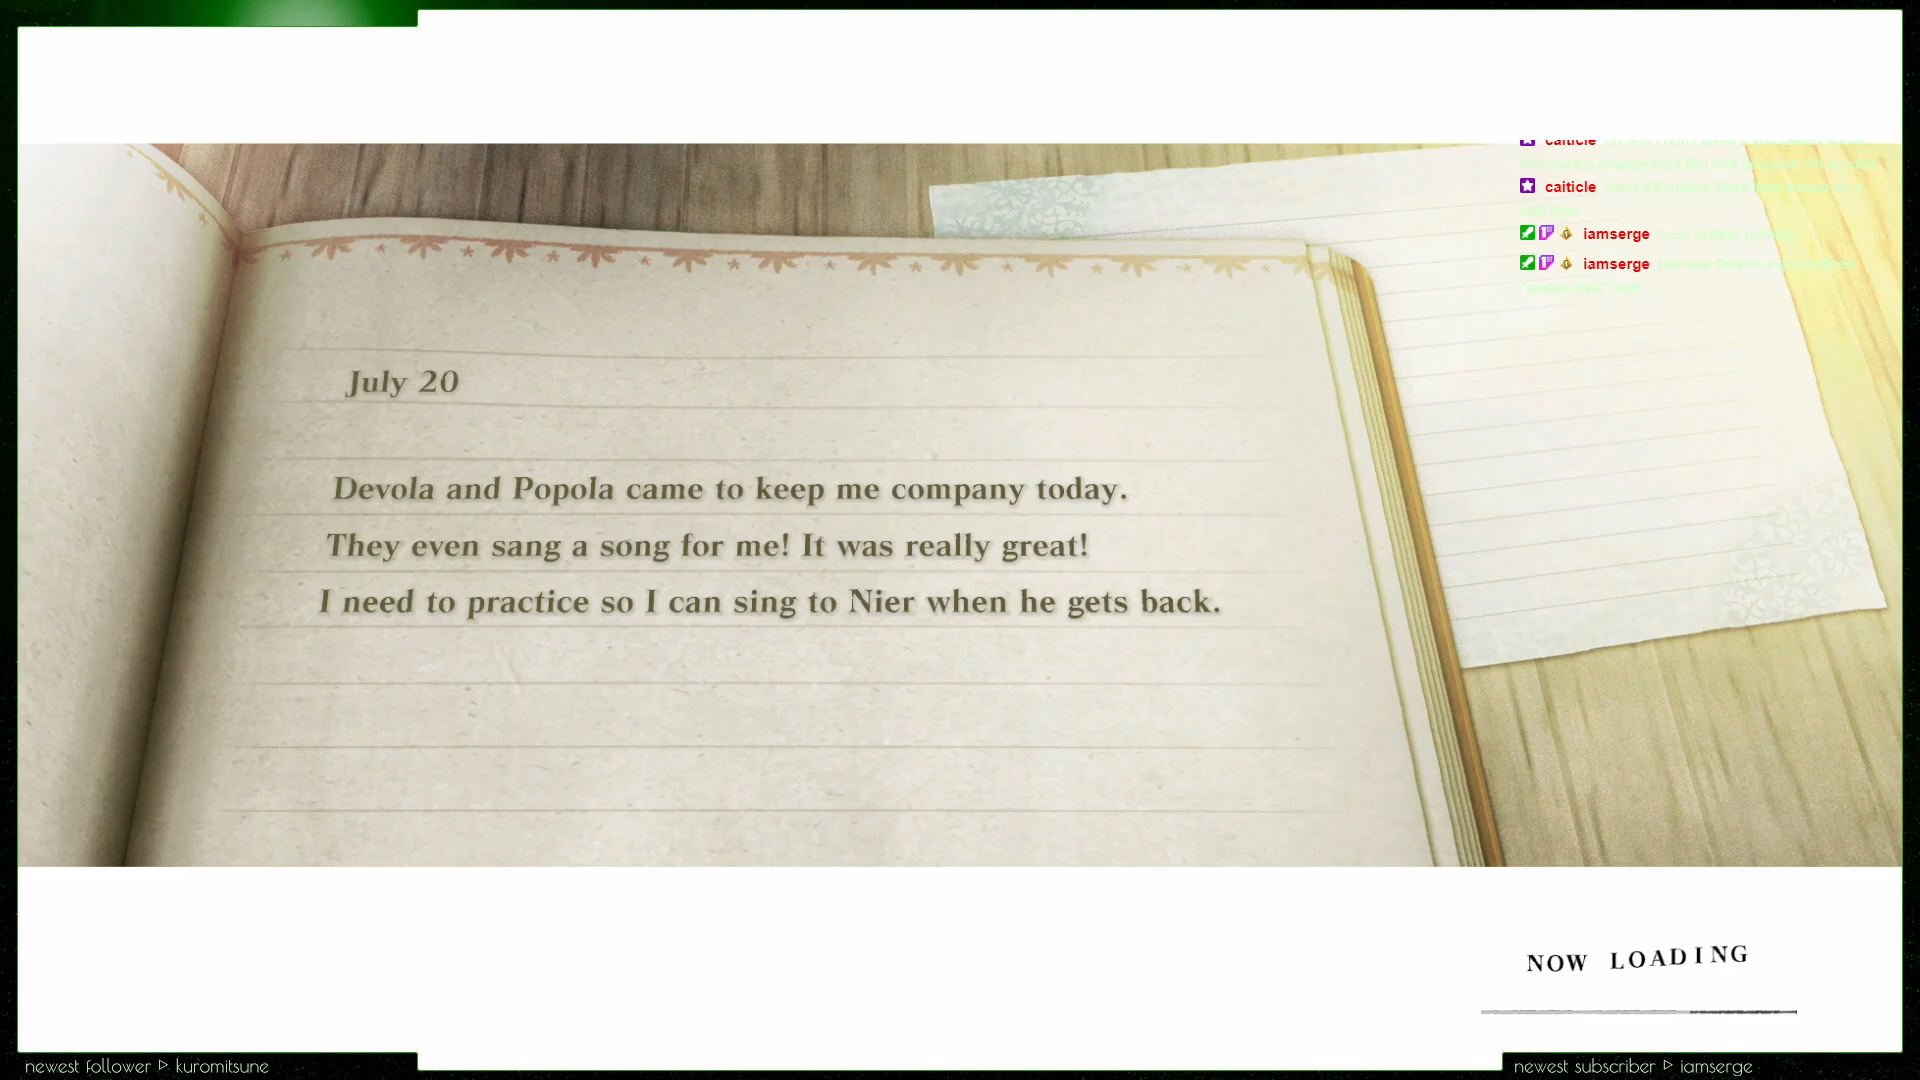 caiticle
caiticle
iamserge
iamserge
July 20
Devola and Popola came to keep me company today.
They even sang a song for me! It was really great!
I need to practice so I can sing to Nier when he gets back.
NOW LOADING
newest follower ▷ kuromitsune
newest subscriber ▷ iamserge